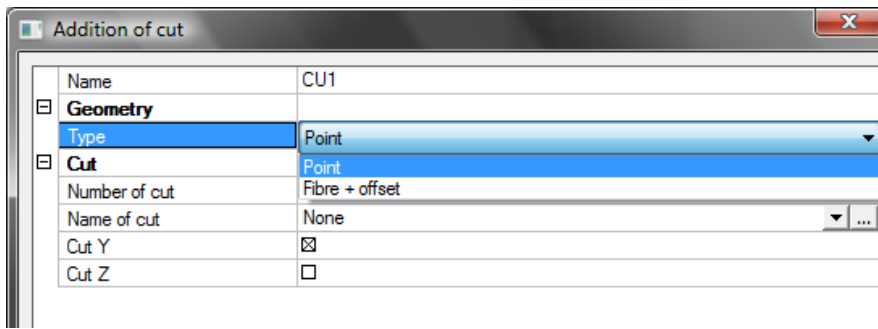 Addition of cut
Name CU1
Geometry
Type Point
Cut Point
Number of cut Fibre + offset
Name of cut None ...
Cut Y
Cut Z